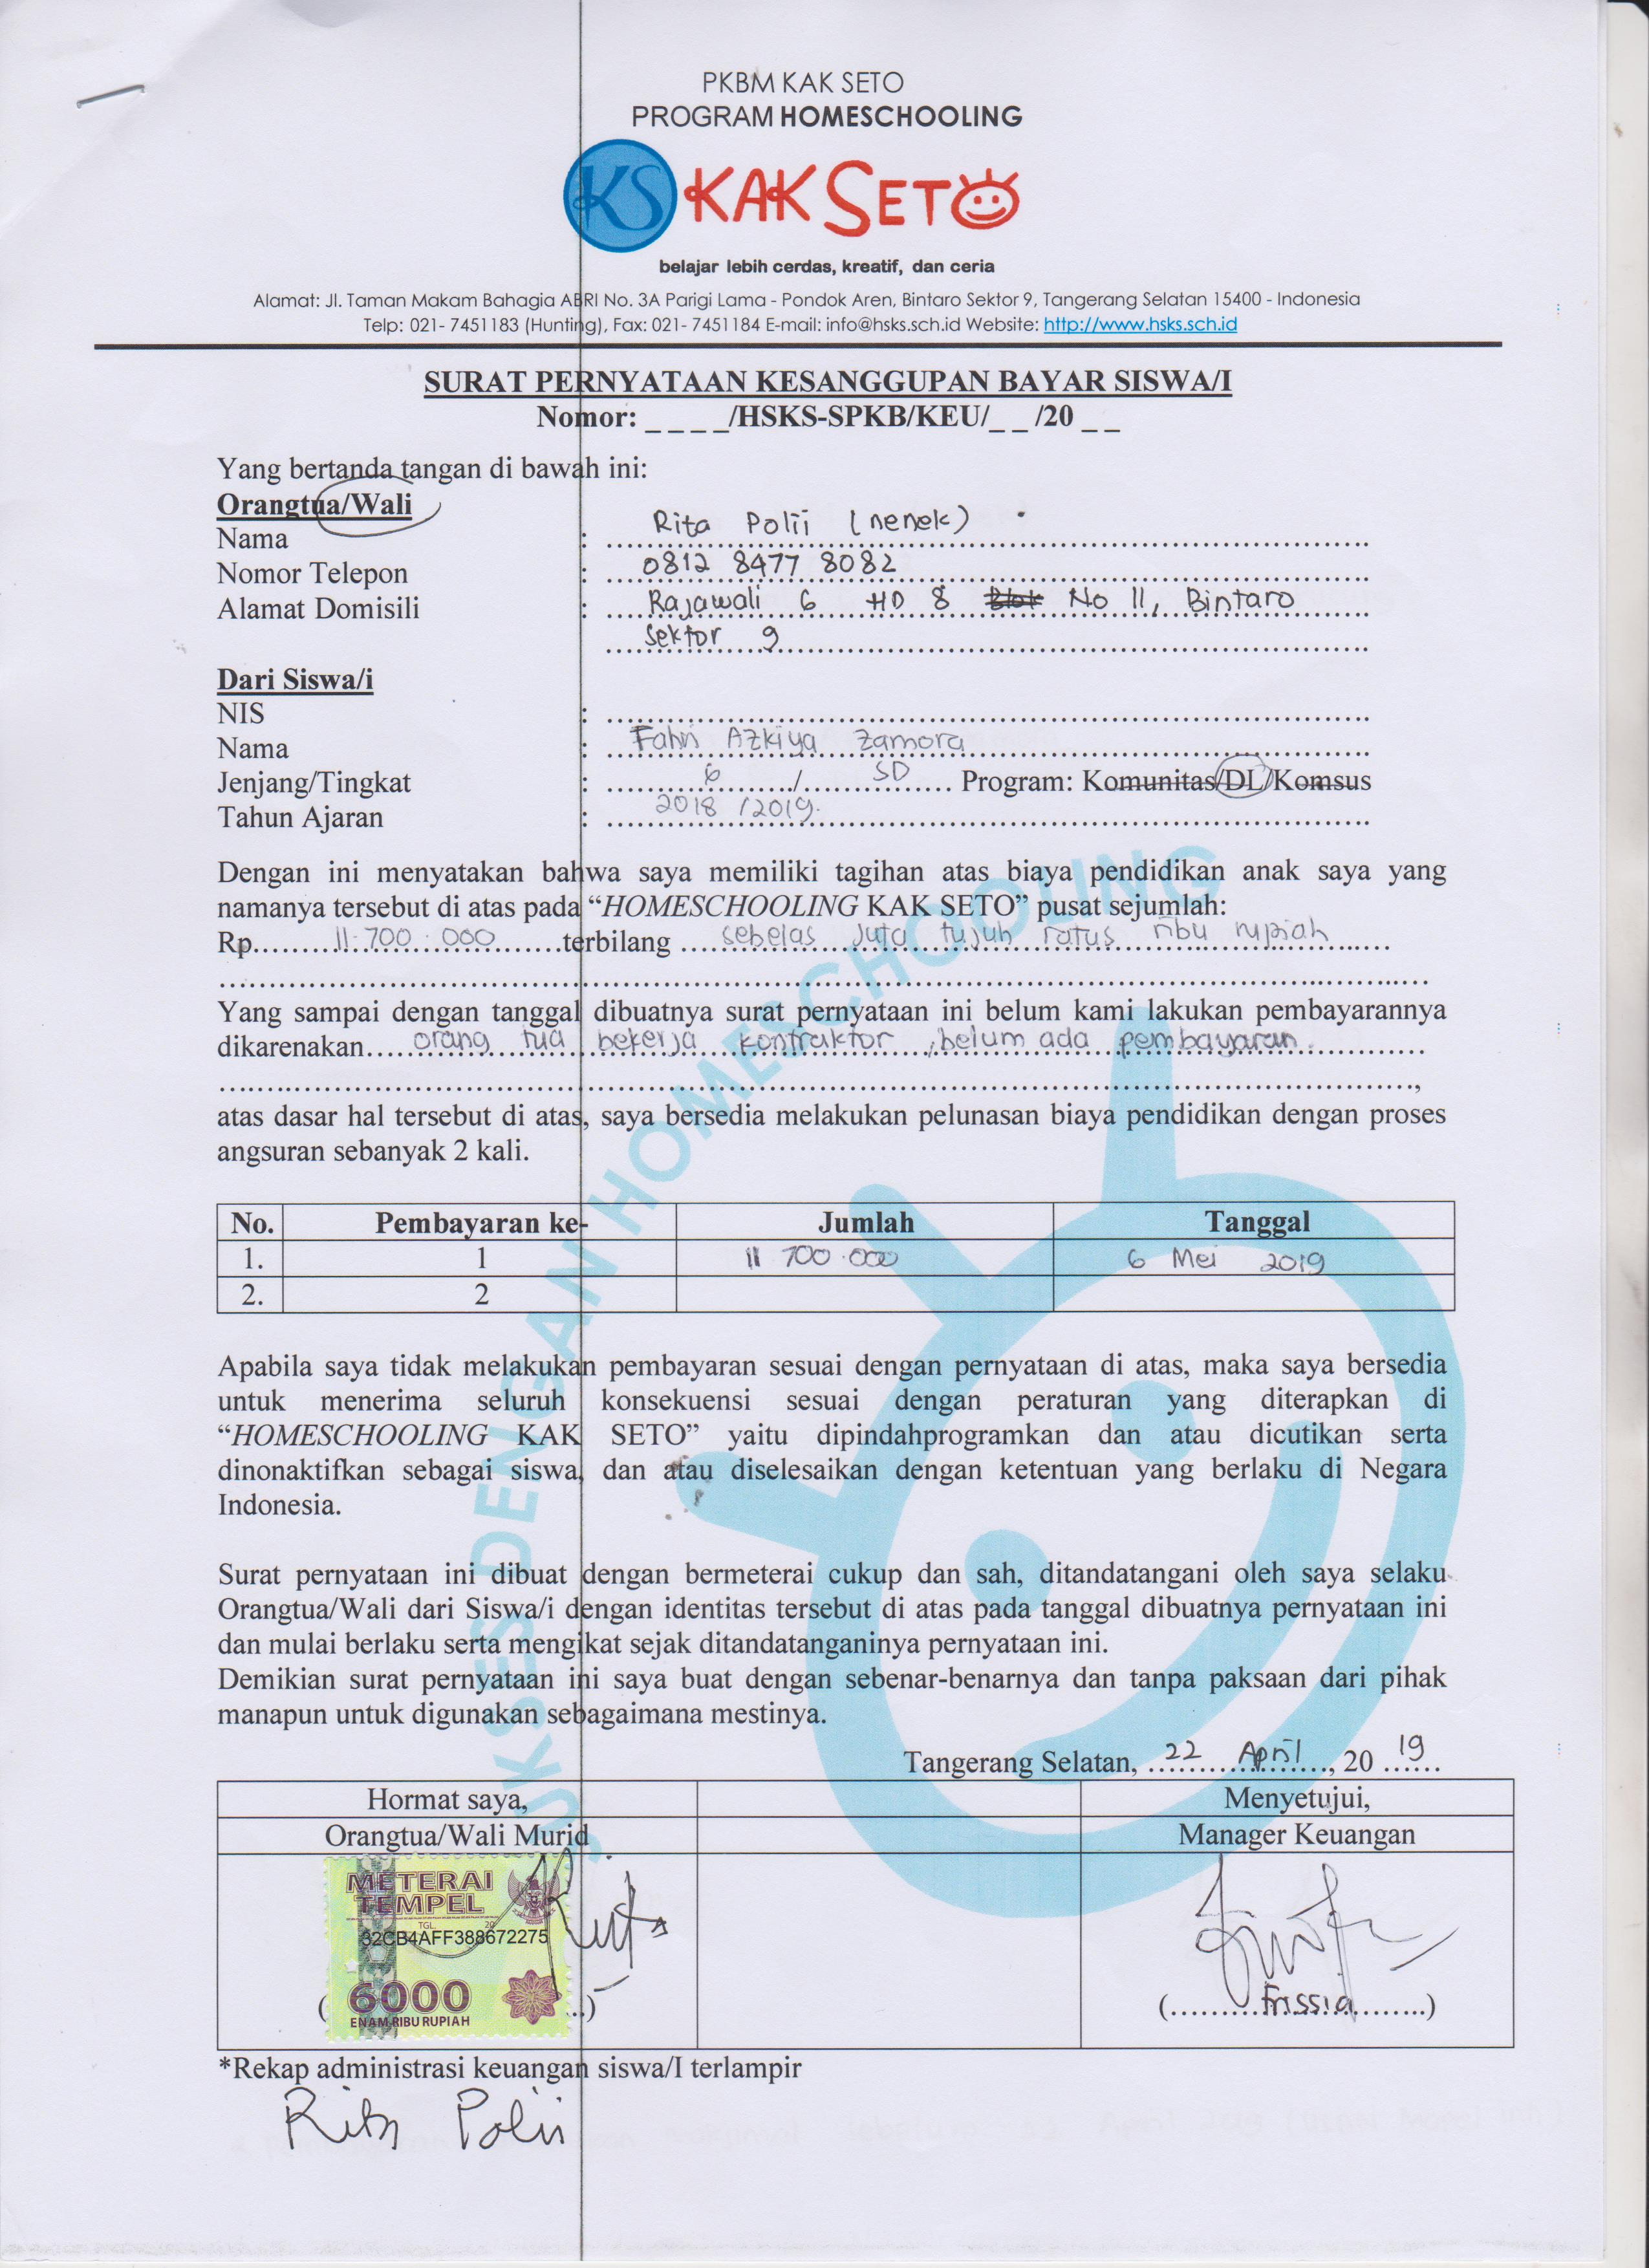 PKBM KAK SETO
PROGRAM HOMESCHOOLING
KS KAK SETO
belajar lebih cerdas, kreatif, dan ceria
Alamat: Jl. Taman Makam Bahagia ABRI No. 3A Parigi Lama - Pondok Aren, Bintaro Sektor 9, Tangerang Selatan 15400 - Indonesia
Telp: 021- 7451183 (Hunting), Fax: 021- 7451184 E-mail: info@hsks.sch.id Website: http://www.hsks.sch.id
SURAT PERNYATAAN KESANGGUPAN BAYAR SISWA/I
Nomor: _ _ _ _/HSKS-SPKB/KEU/_ _ /20 _ _
Yang bertanda tangan di bawah ini:
Orangtua/Wali
Nama : Rita Polii (nenek)
Nomor Telepon : 0812 8477 8082
Alamat Domisili : Rajawali 6 HD 8 Blok No 11, Bintaro
Sektor 9
Dari Siswa/i
NIS :
Nama : Fahri Azkiya Zamora
Jenjang/Tingkat : 6 / SD Program: Komunitas/DL/Komsus
Tahun Ajaran : 2018 /2019.
Dengan ini menyatakan bahwa saya memiliki tagihan atas biaya pendidikan anak saya yang
namanya tersebut di atas pada “HOMESCHOOLING KAK SETO” pusat sejumlah:
Rp. 11.700.000 terbilang sebelas juta tujuh ratus ribu rupiah
Yang sampai dengan tanggal dibuatnya surat pernyataan ini belum kami lakukan pembayarannya
dikarenakan orang tua bekerja kontraktor, belum ada pembayaran.
,
atas dasar hal tersebut di atas, saya bersedia melakukan pelunasan biaya pendidikan dengan proses
angsuran sebanyak 2 kali.
No. Pembayaran ke- Jumlah Tanggal
1. 1 11 700.000 6 Mei 2019
2. 2
Apabila saya tidak melakukan pembayaran sesuai dengan pernyataan di atas, maka saya bersedia
untuk menerima seluruh konsekuensi sesuai dengan peraturan yang diterapkan di
“HOMESCHOOLING KAK SETO” yaitu dipindahprogramkan dan atau dicutikan serta
dinonaktifkan sebagai siswa, dan atau diselesaikan dengan ketentuan yang berlaku di Negara
Indonesia.
Surat pernyataan ini dibuat dengan bermeterai cukup dan sah, ditandatangani oleh saya selaku
Orangtua/Wali dari Siswa/i dengan identitas tersebut di atas pada tanggal dibuatnya pernyataan ini
dan mulai berlaku serta mengikat sejak ditandatanganinya pernyataan ini.
Demikian surat pernyataan ini saya buat dengan sebenar-benarnya dan tanpa paksaan dari pihak
manapun untuk digunakan sebagaimana mestinya.
Tangerang Selatan, 22 April, 20 19
Hormat saya, Menyetujui,
Orangtua/Wali Murid Manager Keuangan
METERAI
TEMPEL
TGL. 20
32CB4AFF388672275
6000
ENAM RIBU RUPIAH
Rita
(Frissia)
*Rekap administrasi keuangan siswa/I terlampir
Rita Polii
SUKSES DENGAN HOMESCHOOLING